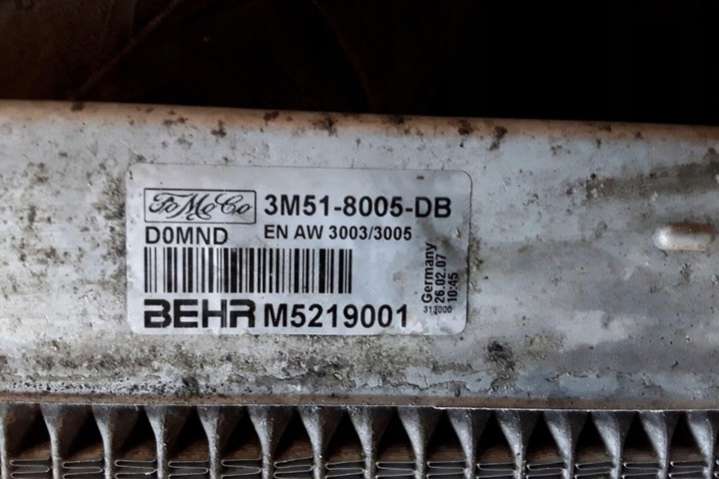 FoMoCo 3M51-8005-DB
D0MND EN AW 3003/3005
BEHR M5219001
Germany
26.02.07
10:45